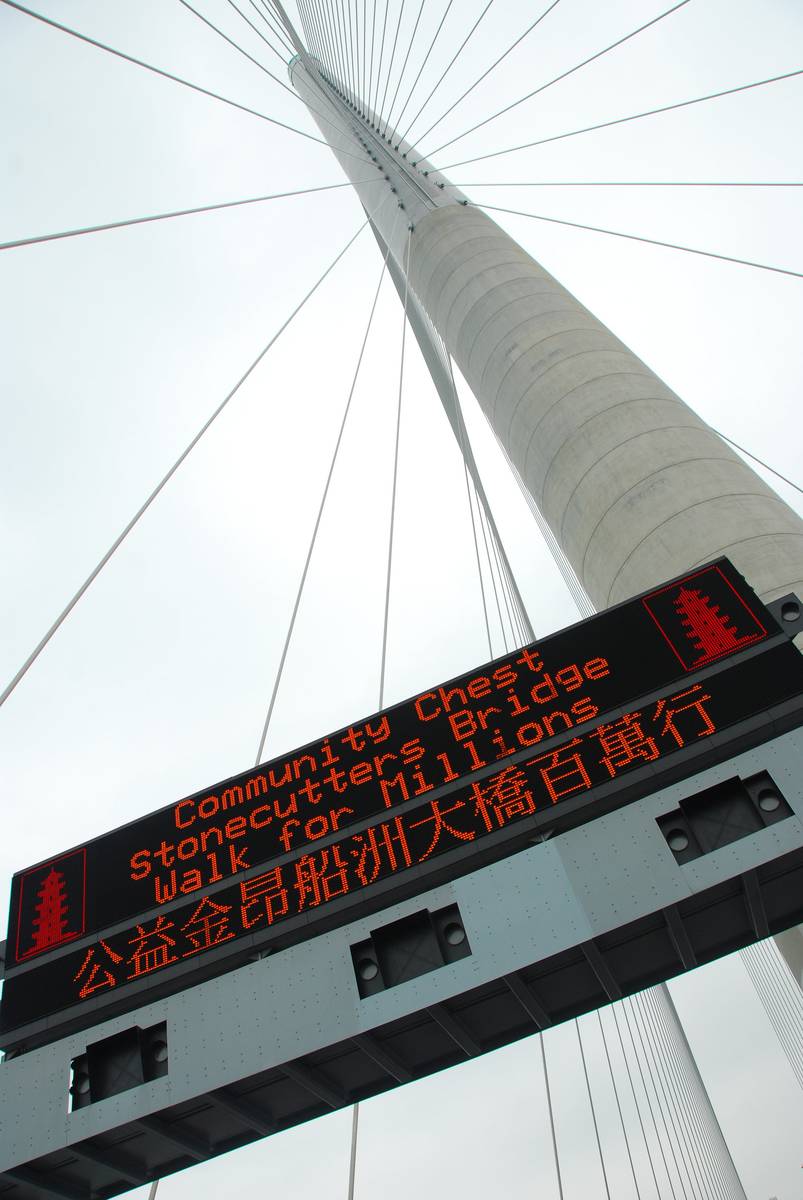 Community Chest
Stonecutters Bridge
Walk for Millions
公益金昂船洲大橋百萬行